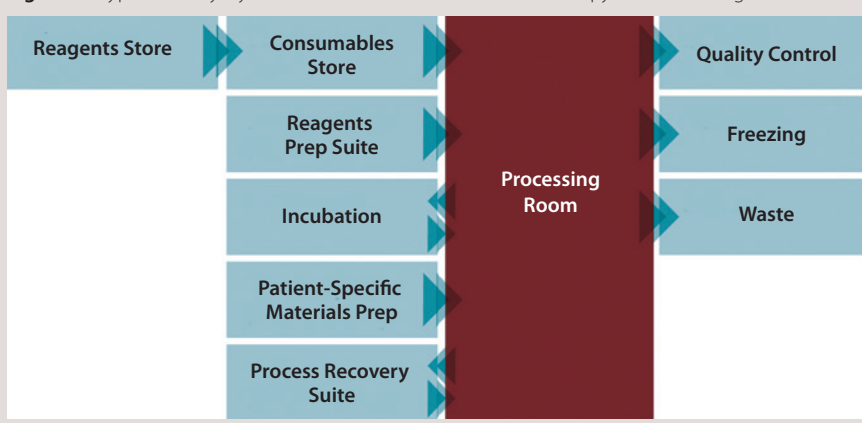 Reagents Store
Consumables
Store
Quality Control
Reagents
Prep Suite
Freezing
Processing
Room
Incubation
Waste
Patient-Specific
Materials Prep
Process Recovery
Suite